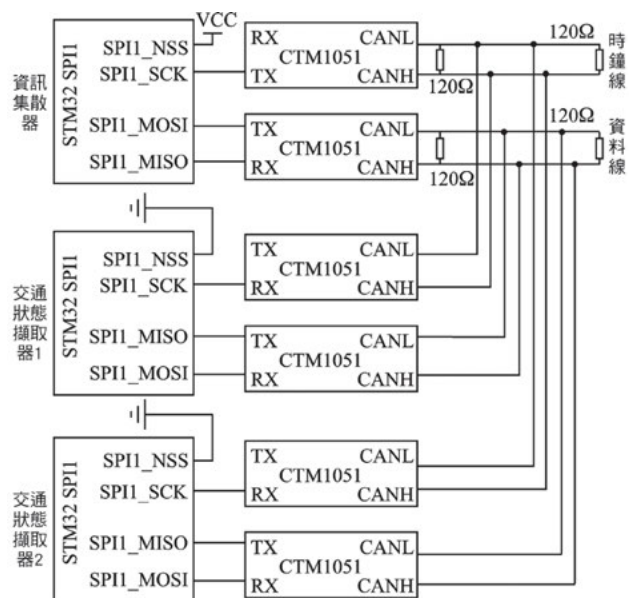 資訊
集散
器
STM32 SPI1
SPI1_NSS
VCC
SPI1_SCK
SPI1_MOSI
SPI1_MISO
RX
CANL
CTM1051
TX
CANH
TX
CANL
CTM1051
RX
CANH
120Ω
120Ω
時鐘線
120Ω
120Ω
資料線
交通
狀態
擷取
器1
STM32 SPI1
SPI1_NSS
SPI1_SCK
SPI1_MISO
SPI1_MOSI
TX
CANL
CTM1051
RX
CANH
TX
CANL
CTM1051
RX
CANH
交通
狀態
擷取
器2
STM32 SPI1
SPI1_NSS
SPI1_SCK
SPI1_MISO
SPI1_MOSI
TX
CANL
CTM1051
RX
CANH
TX
CANL
CTM1051
RX
CANH